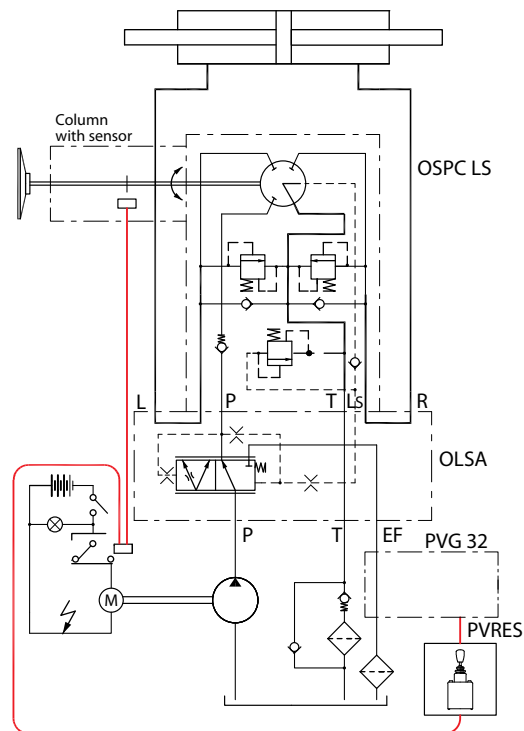 Column
with sensor
OSPC LS
L
P
T
LS
R
OLSA
P
T
EF
PVG 32
M
PVRES